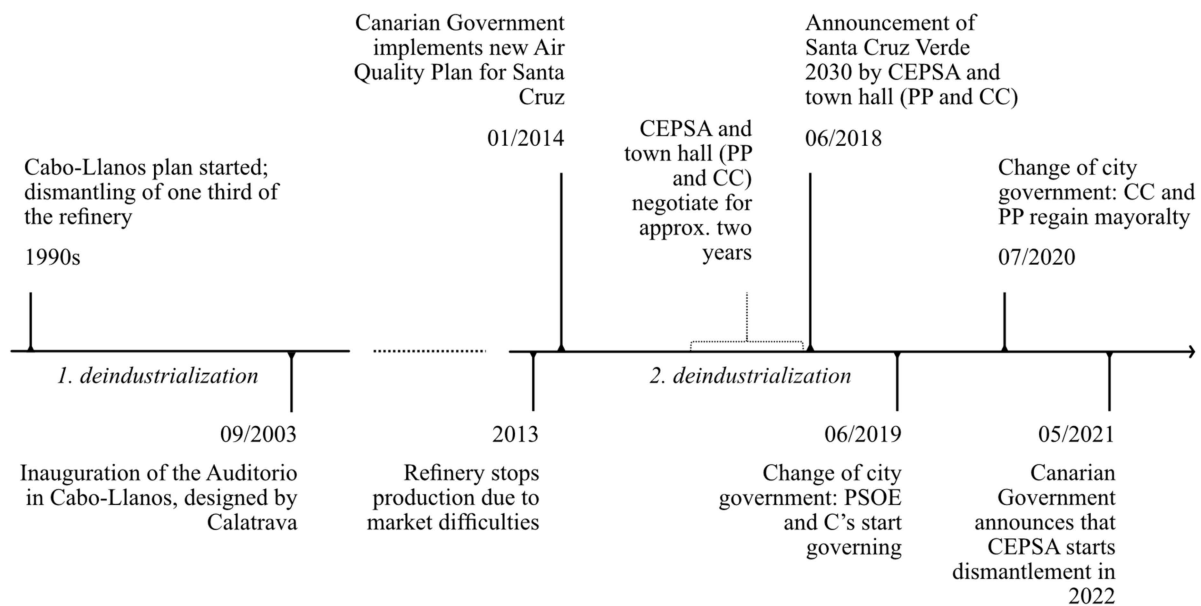 Cabo-Llanos plan started;
dismantling of one third of
the refinery
1990s
Canarian Government
implements new Air
Quality Plan for Santa
Cruz
01/2014
CEPSA and
town hall (PP
and CC)
negotiate for
approx. two
years
Announcement of
Santa Cruz Verde
2030 by CEPSA and
town hall (PP and CC)
06/2018
Change of city
government: CC and
PP regain mayoralty
07/2020
1. deindustrialization
2. deindustrialization
09/2003
Inauguration of the Auditorio
in Cabo-Llanos, designed by
Calatrava
2013
Refinery stops
production due to
market difficulties
06/2019
Change of city
government: PSOE
and C's start
governing
05/2021
Canarian
Government
announces that
CEPSA starts
dismantlement in
2022